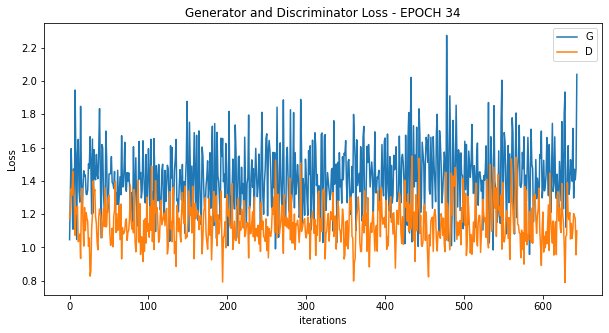 Generator and Discriminator Loss - EPOCH 34
G
D
2.2
2.0
1.8
1.6
1.4
1.2
1.0
0.8
Loss
0 100 200 300 400 500 600
iterations